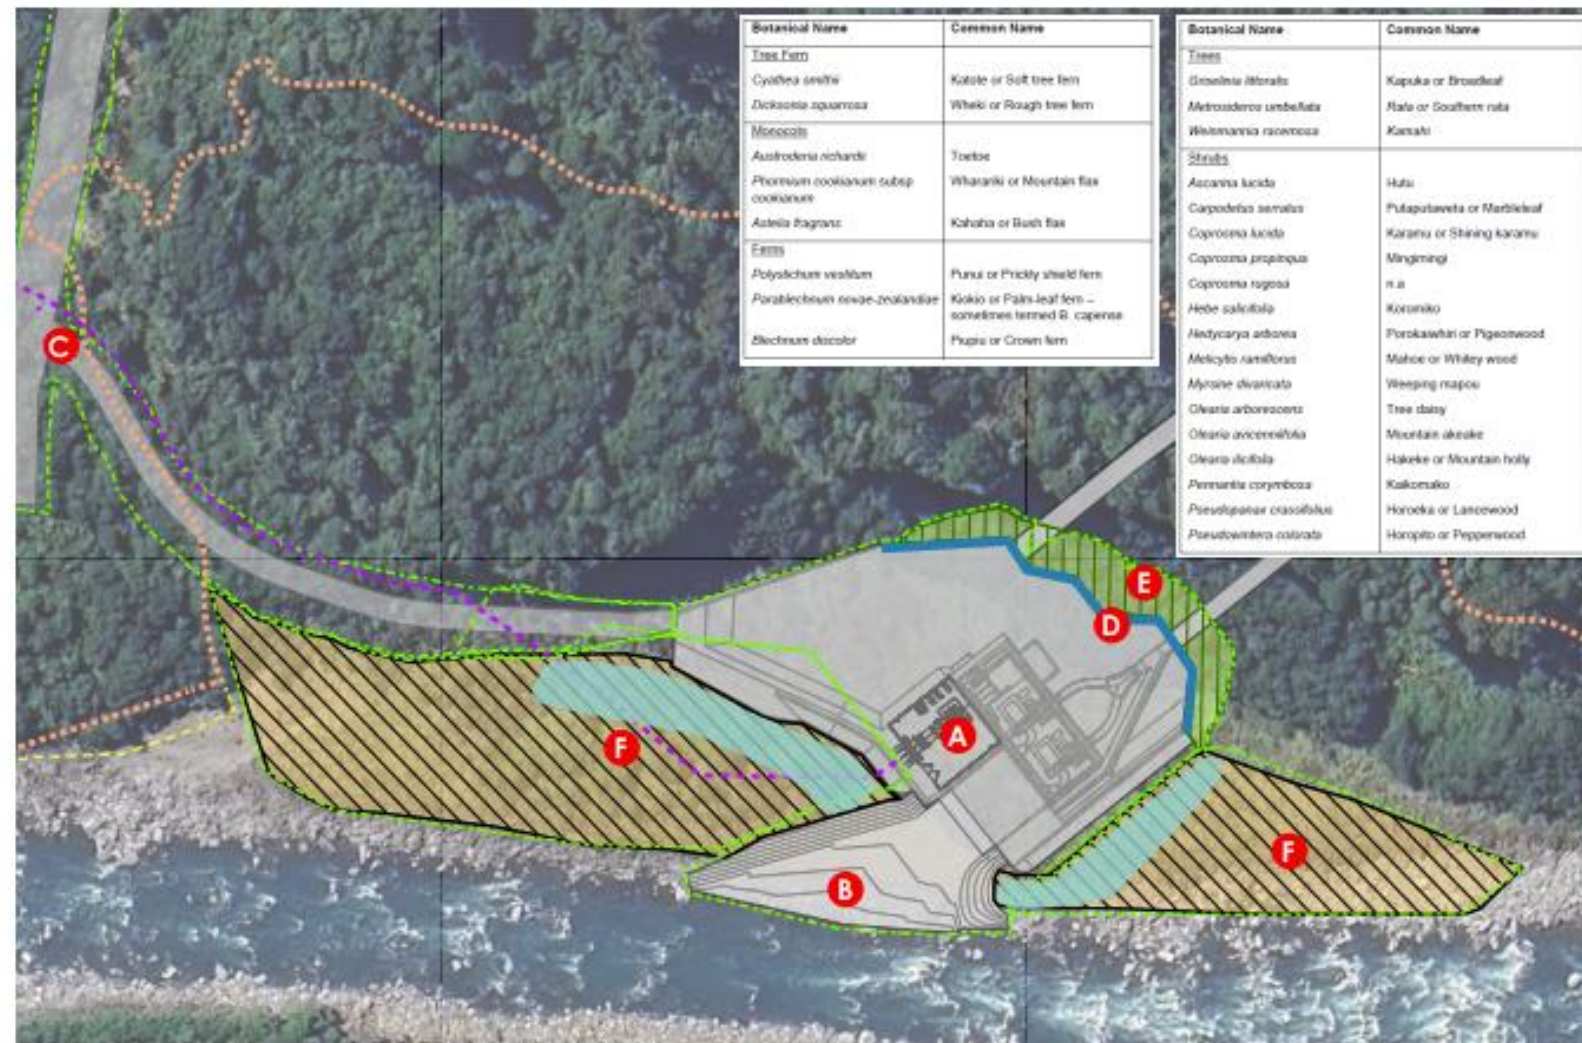 Botanical Name Common Name
Tree Fern
Cyathea smithii Katote or Soft tree fern
Dicksonia squarrosa Wheki or Rough tree fern
Monocots
Austroderia richardii Toetoe
Phormium cookianum subsp Wharariki or Mountain flax
cookianum
Astelia fragrans Kahaha or Bush flax
Ferns
Polystichum vestitum Punui or Prickly shield fern
Parablechnum novae-zealandiae Kiokio or Palm-leaf fern –
sometimes termed B. capense
Blechnum discolor Piupiu or Crown fern
Botanical Name Common Name
Trees
Griselinia littoralis Kapuka or Broadleaf
Metrosideros umbellata Rata or Southern rata
Weinmannia racemosa Kamahi
Shrubs
Ascarina lucida Hutu
Carpodetus serratus Putaputaweta or Marbleleaf
Coprosma lucida Karamu or Shining karamu
Coprosma propinqua Mingimingi
Coprosma rugosa n.a
Hebe salicifolia Koromiko
Hedycarya arborea Porokaiwhiri or Pigeonwood
Melicytus ramiflorus Mahoe or Whitey wood
Myrsine divaricata Weeping mapou
Olearia arborescens Tree daisy
Olearia avicenniifolia Mountain akeake
Olearia ilicifolia Hakeke or Mountain holly
Pennantia corymbosa Kaikomako
Pseudopanax crassifolius Horoeka or Lancewood
Pseudowintera colorata Horopito or Pepperwood
C
E
D
A
F
B
F